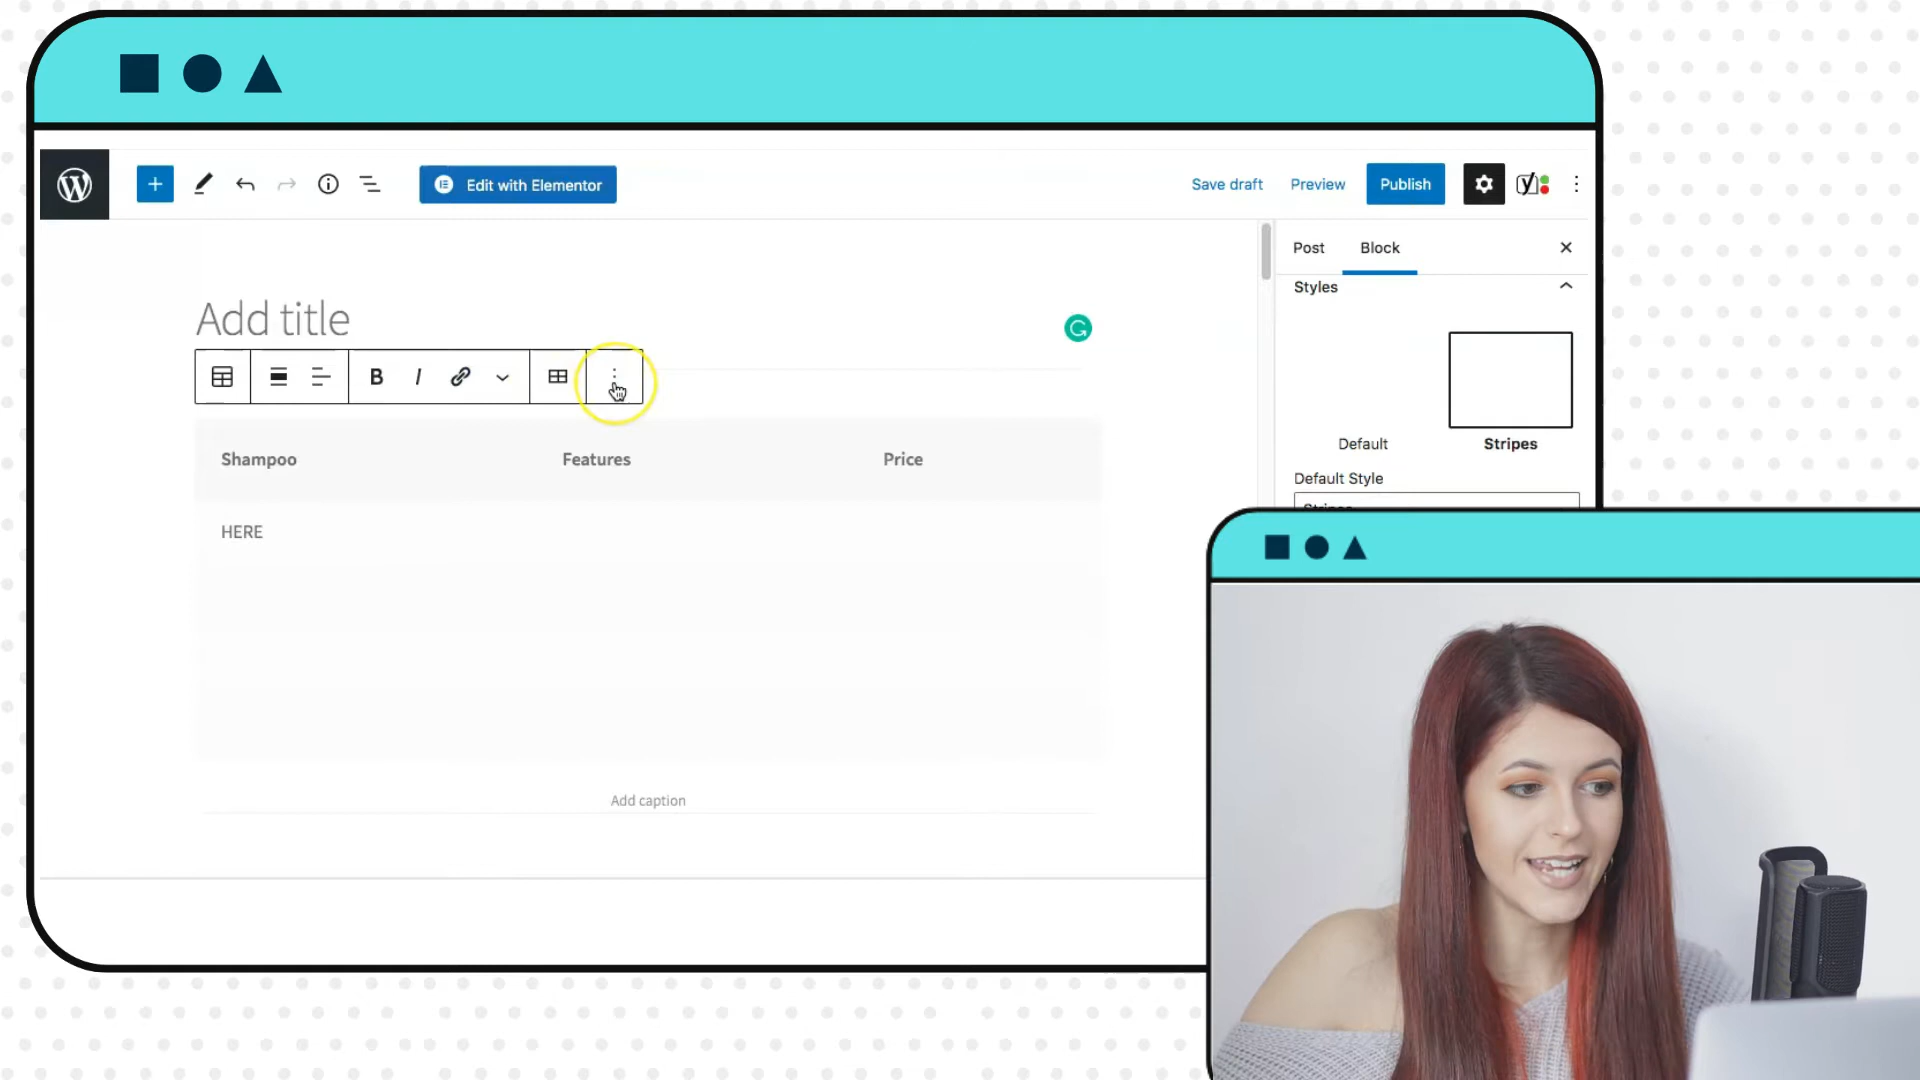 Edit with Elementor
Save draft
Preview
Publish
Post
Block
Styles
Add title
B
I
Default
Stripes
Shampoo
Features
Price
Default Style
Stripes
HERE
Add caption